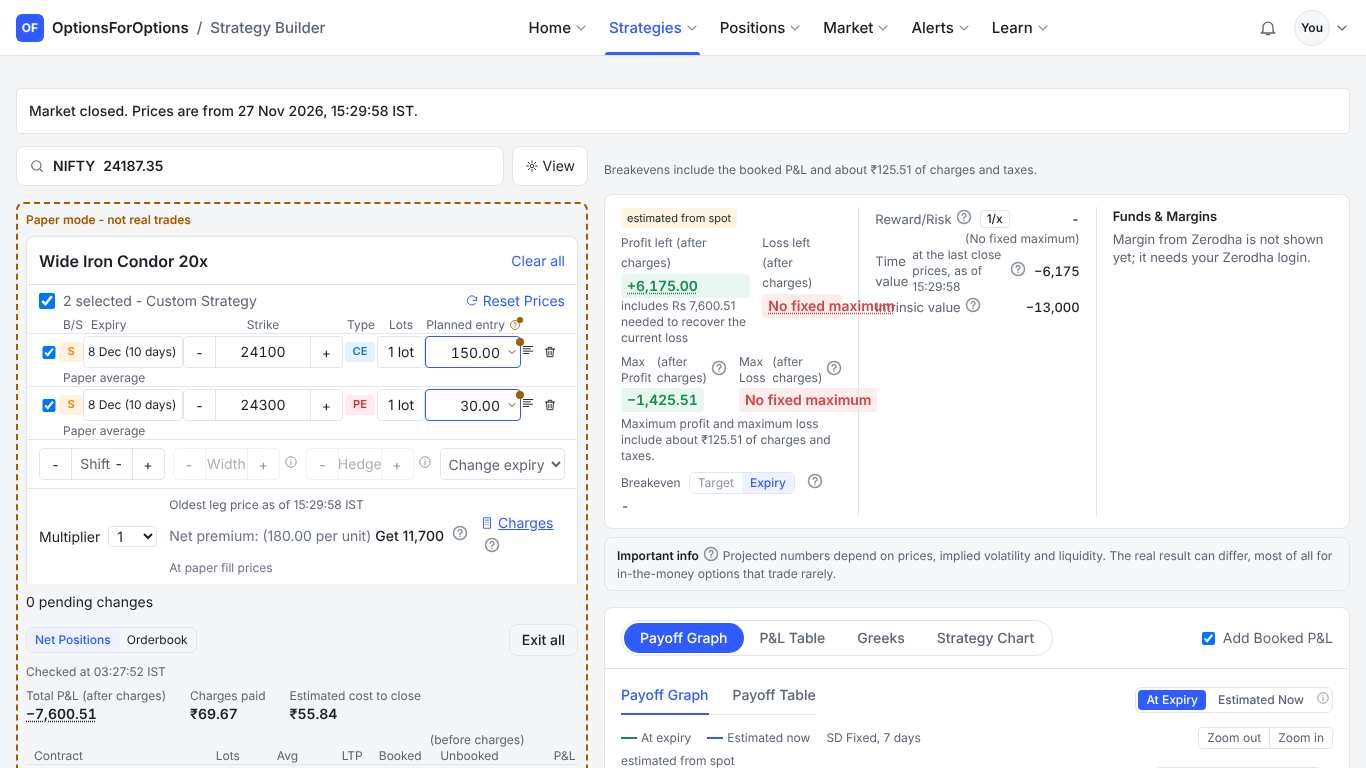 OF OptionsForOptions / Strategy Builder Home Strategies Positions Market Alerts Learn You
Market closed. Prices are from 27 Nov 2026, 15:29:58 IST.
NIFTY 24187.35
View
Paper mode - not real trades
Wide Iron Condor 20x Clear all
2 selected - Custom Strategy Reset Prices
B/S Expiry Strike Type Lots Planned entry
S 8 Dec (10 days) - 24100 + CE 1 lot 150.00
Paper average
S 8 Dec (10 days) - 24300 + PE 1 lot 30.00
Paper average
- Shift - + - Width + - Hedge + Change expiry
Oldest leg price as of 15:29:58 IST
Multiplier 1 Net premium: (180.00 per unit) Get 11,700 Charges
At paper fill prices
0 pending changes
Net Positions Orderbook Exit all
Checked at 03:27:52 IST
Total P&L (after charges) Charges paid Estimated cost to close
−7,600.51 ₹69.67 ₹55.84
(before charges)
Contract Lots Avg LTP Booked Unbooked P&L
Breakevens include the booked P&L and about ₹125.51 of charges and taxes.
estimated from spot
Profit left (after
charges)
+6,175.00
includes Rs 7,600.51
needed to recover the
current loss
Loss left
(after
charges)
No fixed maximum
Max Profit (after charges)
−1,425.51
Max Loss (after charges)
No fixed maximum
Maximum profit and maximum loss
include about ₹125.51 of charges and
taxes.
Breakeven Target Expiry
-
Reward/Risk 1/x -
(No fixed maximum)
Time value at the last close prices, as of 15:29:58 −6,175
intrinsic value −13,000
Funds & Margins
Margin from Zerodha is not shown
yet; it needs your Zerodha login.
Important info Projected numbers depend on prices, implied volatility and liquidity. The real result can differ, most of all for
in-the-money options that trade rarely.
Payoff Graph P&L Table Greeks Strategy Chart Add Booked P&L
Payoff Graph Payoff Table At Expiry Estimated Now
At expiry Estimated now SD Fixed, 7 days Zoom out Zoom in
estimated from spot